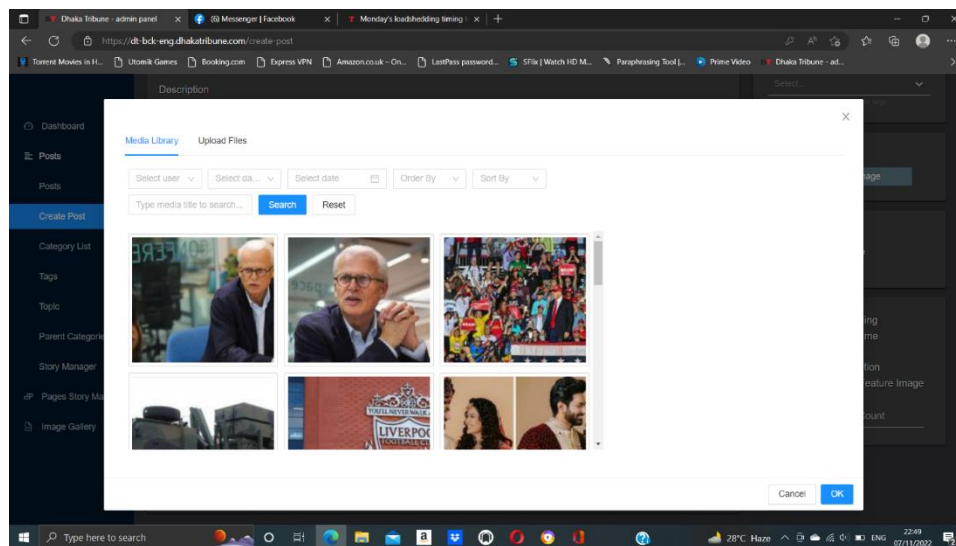 Dhaka Tribune - admin panel
(6) Messenger | Facebook
Monday's loadshedding timing
https://dt-bck-eng.dhakatribune.com/create-post
Torrent Movies in H...
Utomik Games
Booking.com
Express VPN
Amazon.co.uk – On...
LastPass password...
SFlix | Watch HD M...
Paraphrasing Tool |...
Prime Video
Dhaka Tribune - ad...
Description
Select...
Dashboard
Posts
Posts
Create Post
Category List
Tags
Topic
Parent Categorie
Story Manager
Pages Story Ma
Image Gallery
Media Library
Upload Files
Select user
Select da...
Select date
Order By
Sort By
Type media title to search...
Search
Reset
YOU'LL NEVER WALK
LIVERPOO
FOOTBALL CL
age
ing
me
tion
eature Image
ount
Cancel
OK
Type here to search
28°C Haze
ENG
22:49
07/11/2022